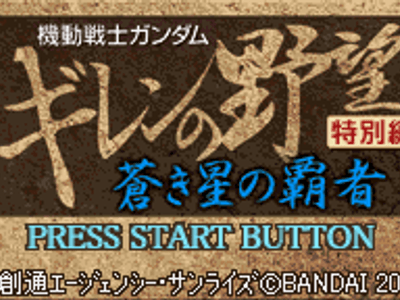 機動戦士ガンダム
ギレンの野望
特別編
蒼き星の覇者
PRESS START BUTTON
創通エージェンシー・サンライズ©BANDAI 20